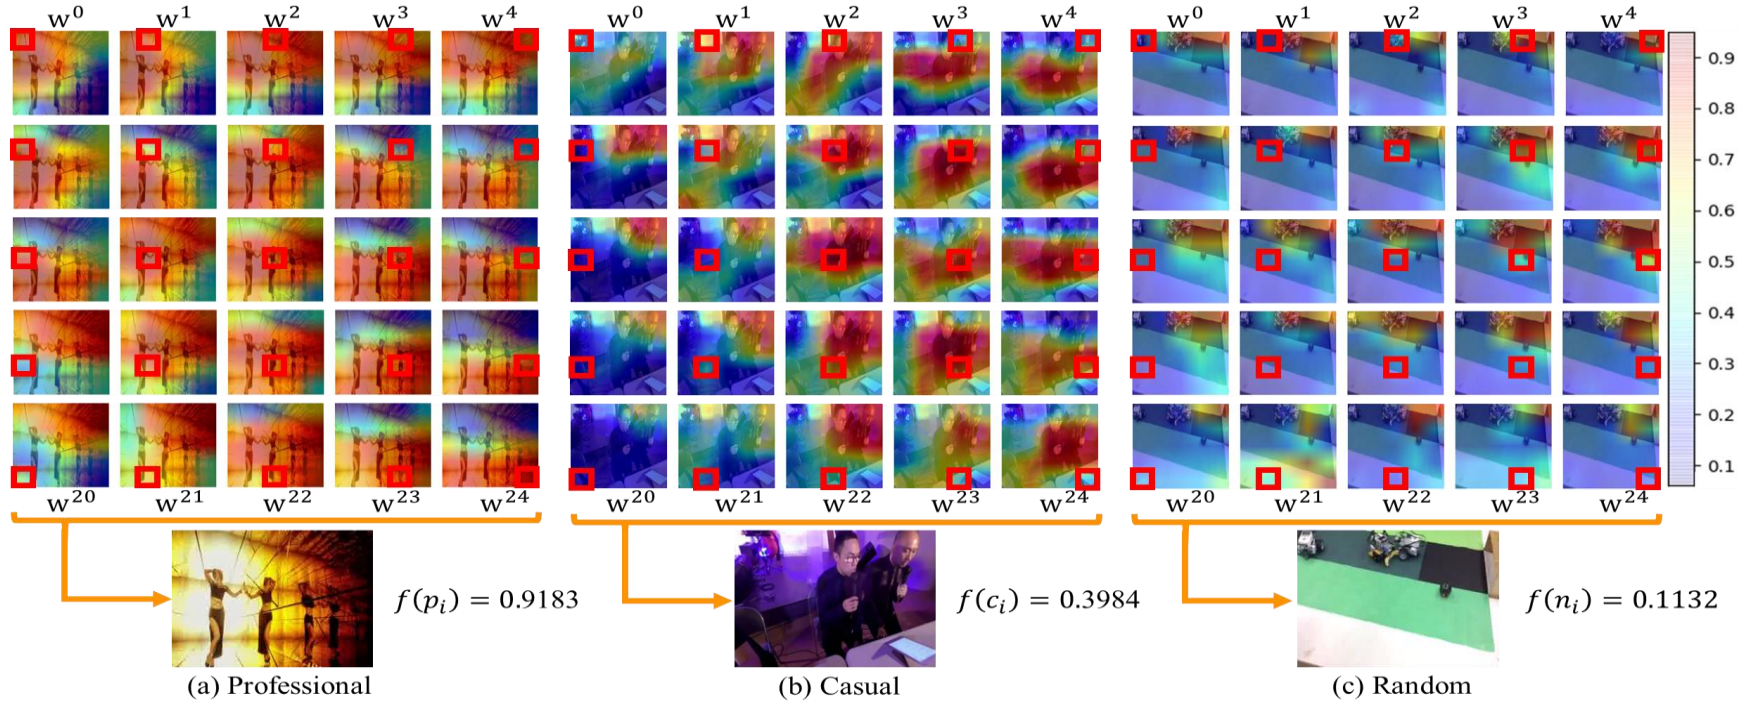 w⁰ w¹ w² w³ w⁴ w⁰ w¹ w² w³ w⁴ w⁰ w¹ w² w³ w⁴
0.9
0.8
0.7
0.6
0.5
0.4
0.3
0.2
0.1
w²⁰ w²¹ w²² w²³ w²⁴ w²⁰ w²¹ w²² w²³ w²⁴ w²⁰ w²¹ w²² w²³ w²⁴
f(pᵢ) = 0.9183 f(cᵢ) = 0.3984 f(nᵢ) = 0.1132
(a) Professional (b) Casual (c) Random